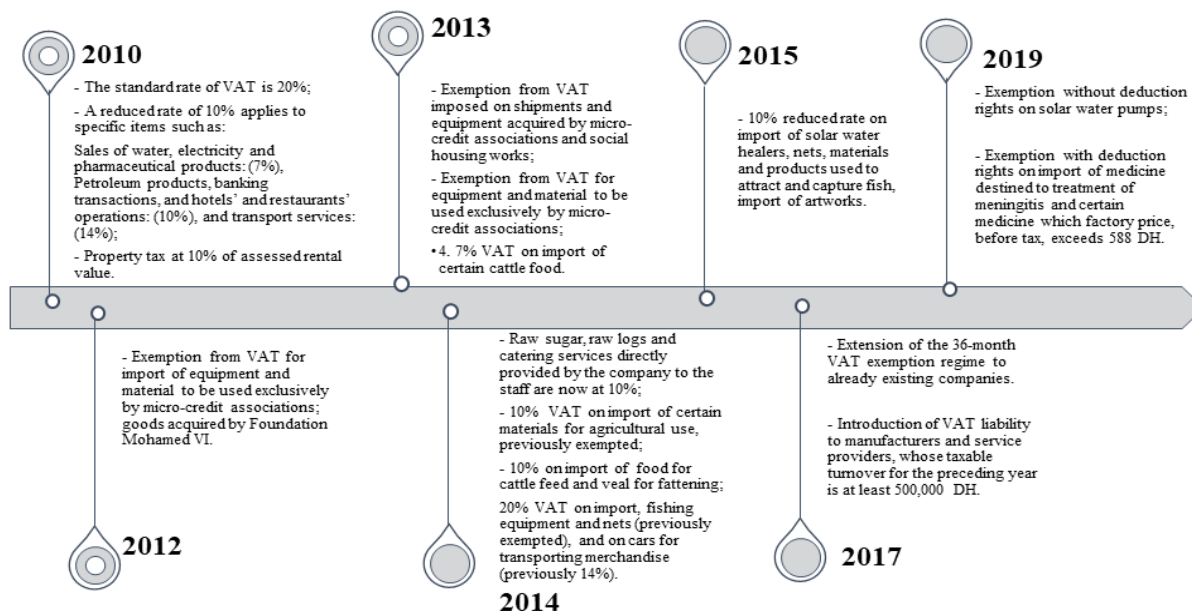 2010
- The standard rate of VAT is 20%;
- A reduced rate of 10% applies to
specific items such as:
Sales of water, electricity and
pharmaceutical products: (7%),
Petroleum products, banking
transactions, and hotels’ and restaurants’
operations: (10%), and transport services:
(14%);
- Property tax at 10% of assessed rental
value.
2013
- Exemption from VAT
imposed on shipments and
equipment acquired by micro-
credit associations and social
housing works;
- Exemption from VAT for
equipment and material to be
used exclusively by micro-
credit associations;
•4. 7% VAT on import of
certain cattle food.
2015
- 10% reduced rate on
import of solar water
healers, nets, materials
and products used to
attract and capture fish,
import of artworks.
2019
- Exemption without deduction
rights on solar water pumps;
- Exemption with deduction
rights on import of medicine
destined to treatment of
meningitis and certain
medicine which factory price,
before tax, exceeds 588 DH.
- Exemption from VAT for
import of equipment and
material to be used exclusively
by micro-credit associations;
goods acquired by Foundation
Mohamed VI.
2012
- Raw sugar, raw logs and
catering services directly
provided by the company to the
staff are now at 10%;
- 10% VAT on import of certain
materials for agricultural use,
previously exempted;
- 10% on import of food for
cattle feed and veal for fattening;
20% VAT on import, fishing
equipment and nets (previously
exempted), and on cars for
transporting merchandise
(previously 14%).
2014
- Extension of the 36-month
VAT exemption regime to
already existing companies.
- Introduction of VAT liability
to manufacturers and service
providers, whose taxable
turnover for the preceding year
is at least 500,000 DH.
2017